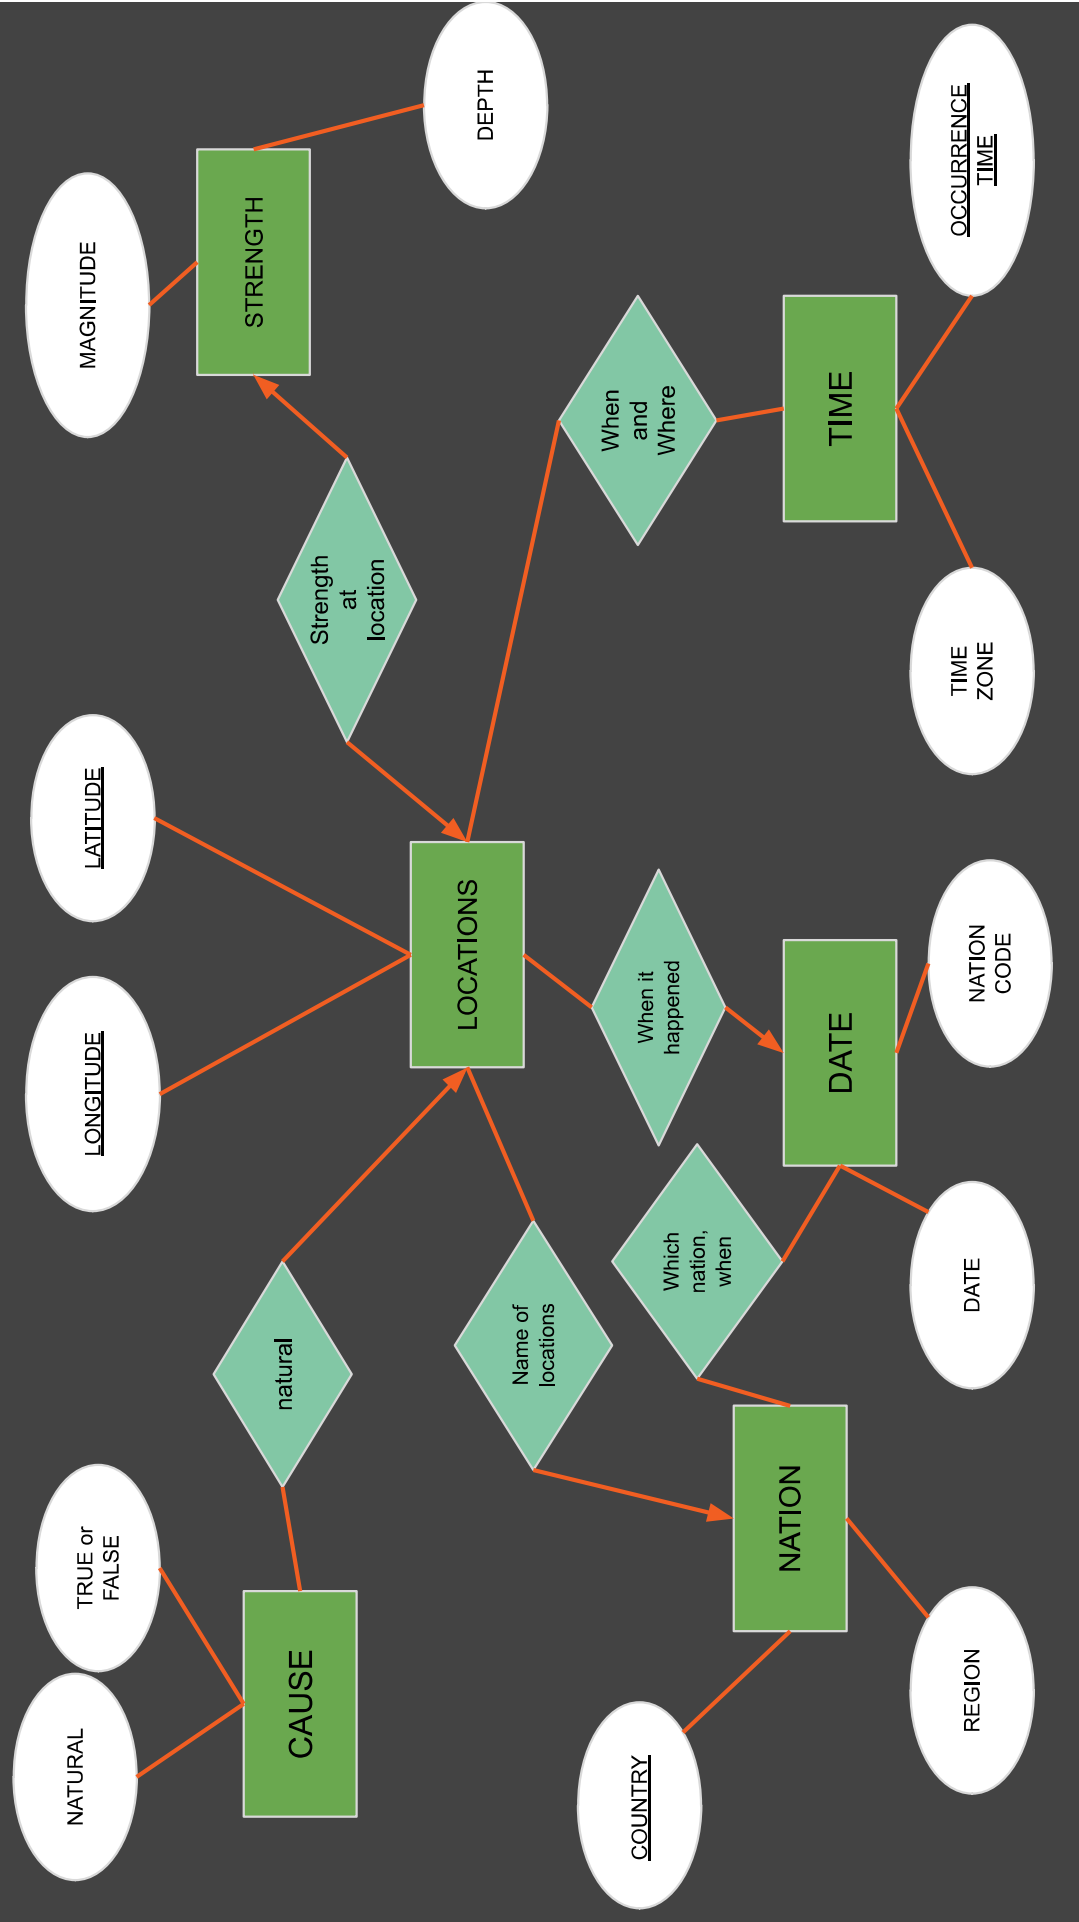 NATURAL
TRUE or
FALSE
LONGITUDE
LATITUDE
MAGNITUDE
CAUSE
natural
Strength
at
location
STRENGTH
DEPTH
LOCATIONS
Name of
locations
When
and
Where
COUNTRY
Which
nation,
when
When it
happened
NATION
DATE
TIME
REGION
DATE
NATION
CODE
TIME
ZONE
OCCURRENCE
TIME